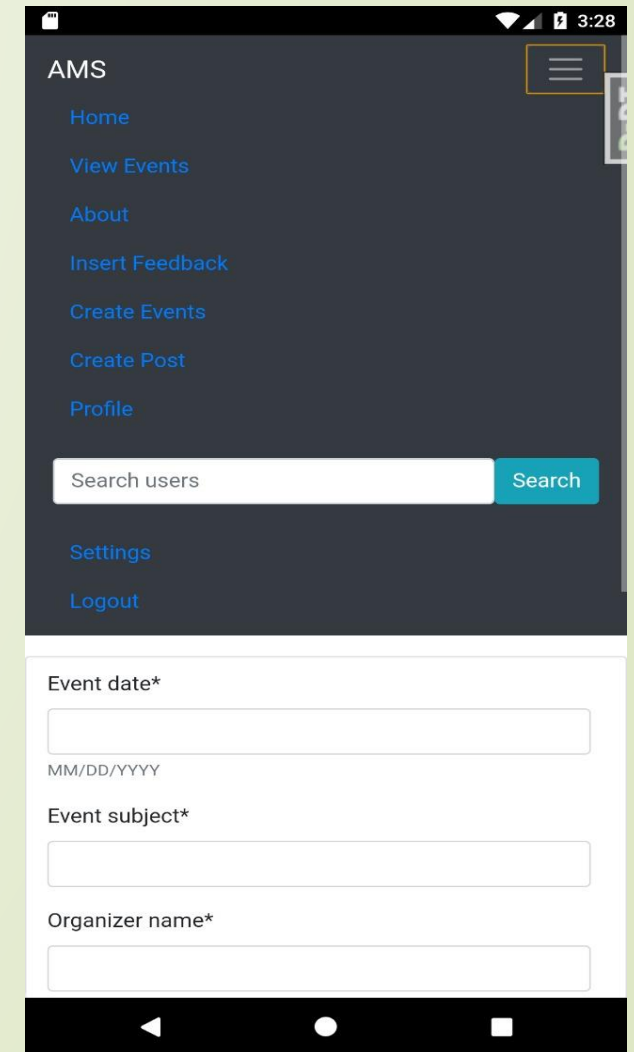 3:28
AMS
Home
View Events
About
Insert Feedback
Create Events
Create Post
Profile
Search users
Search
Settings
Logout
Event date*
MM/DD/YYYY
Event subject*
Organizer name*